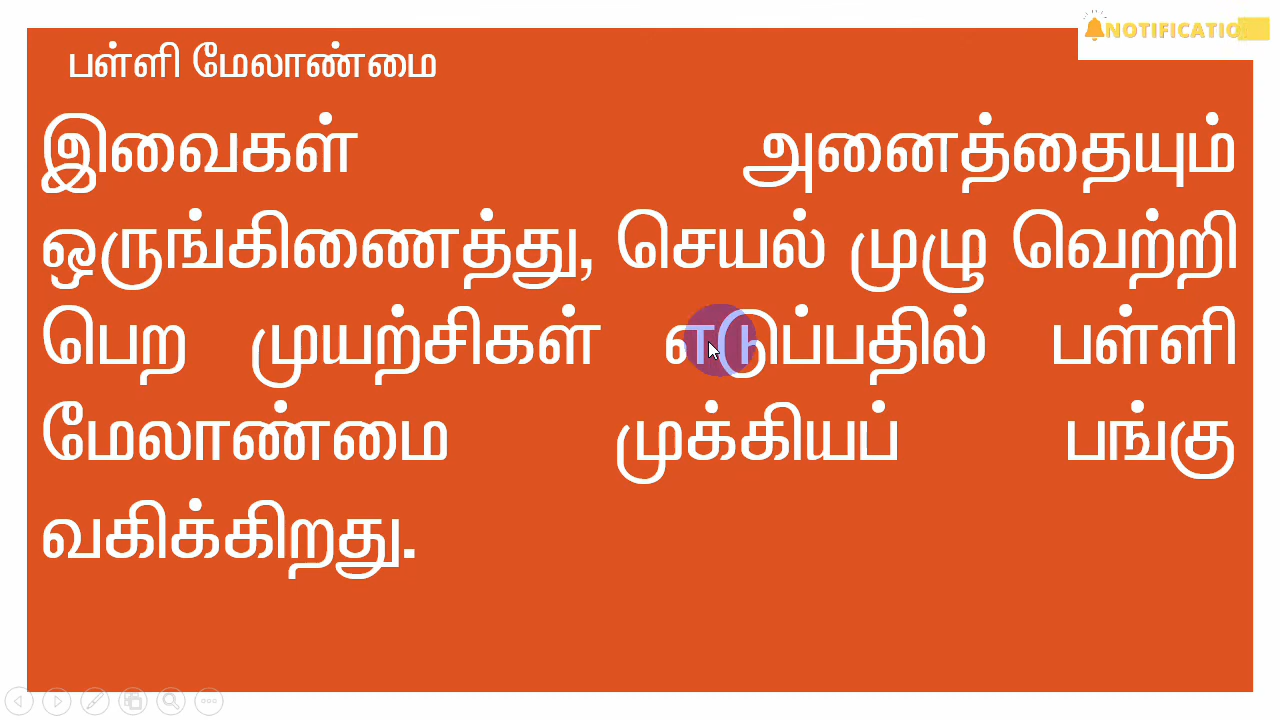 NOTIFICATIO
பள்ளி மேலாண்மை
இவைகள் அனைத்தையும்
ஒருங்கிணைத்து, செயல் முழு வெற்றி
பெற முயற்சிகள் எடுப்பதில் பள்ளி
மேலாண்மை முக்கியப் பங்கு
வகிக்கிறது.